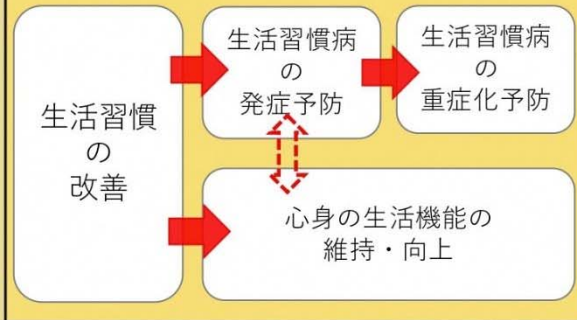 生活習慣
の
改善
生活習慣病
の
発症予防
生活習慣病
の
重症化予防
心身の生活機能の
維持・向上